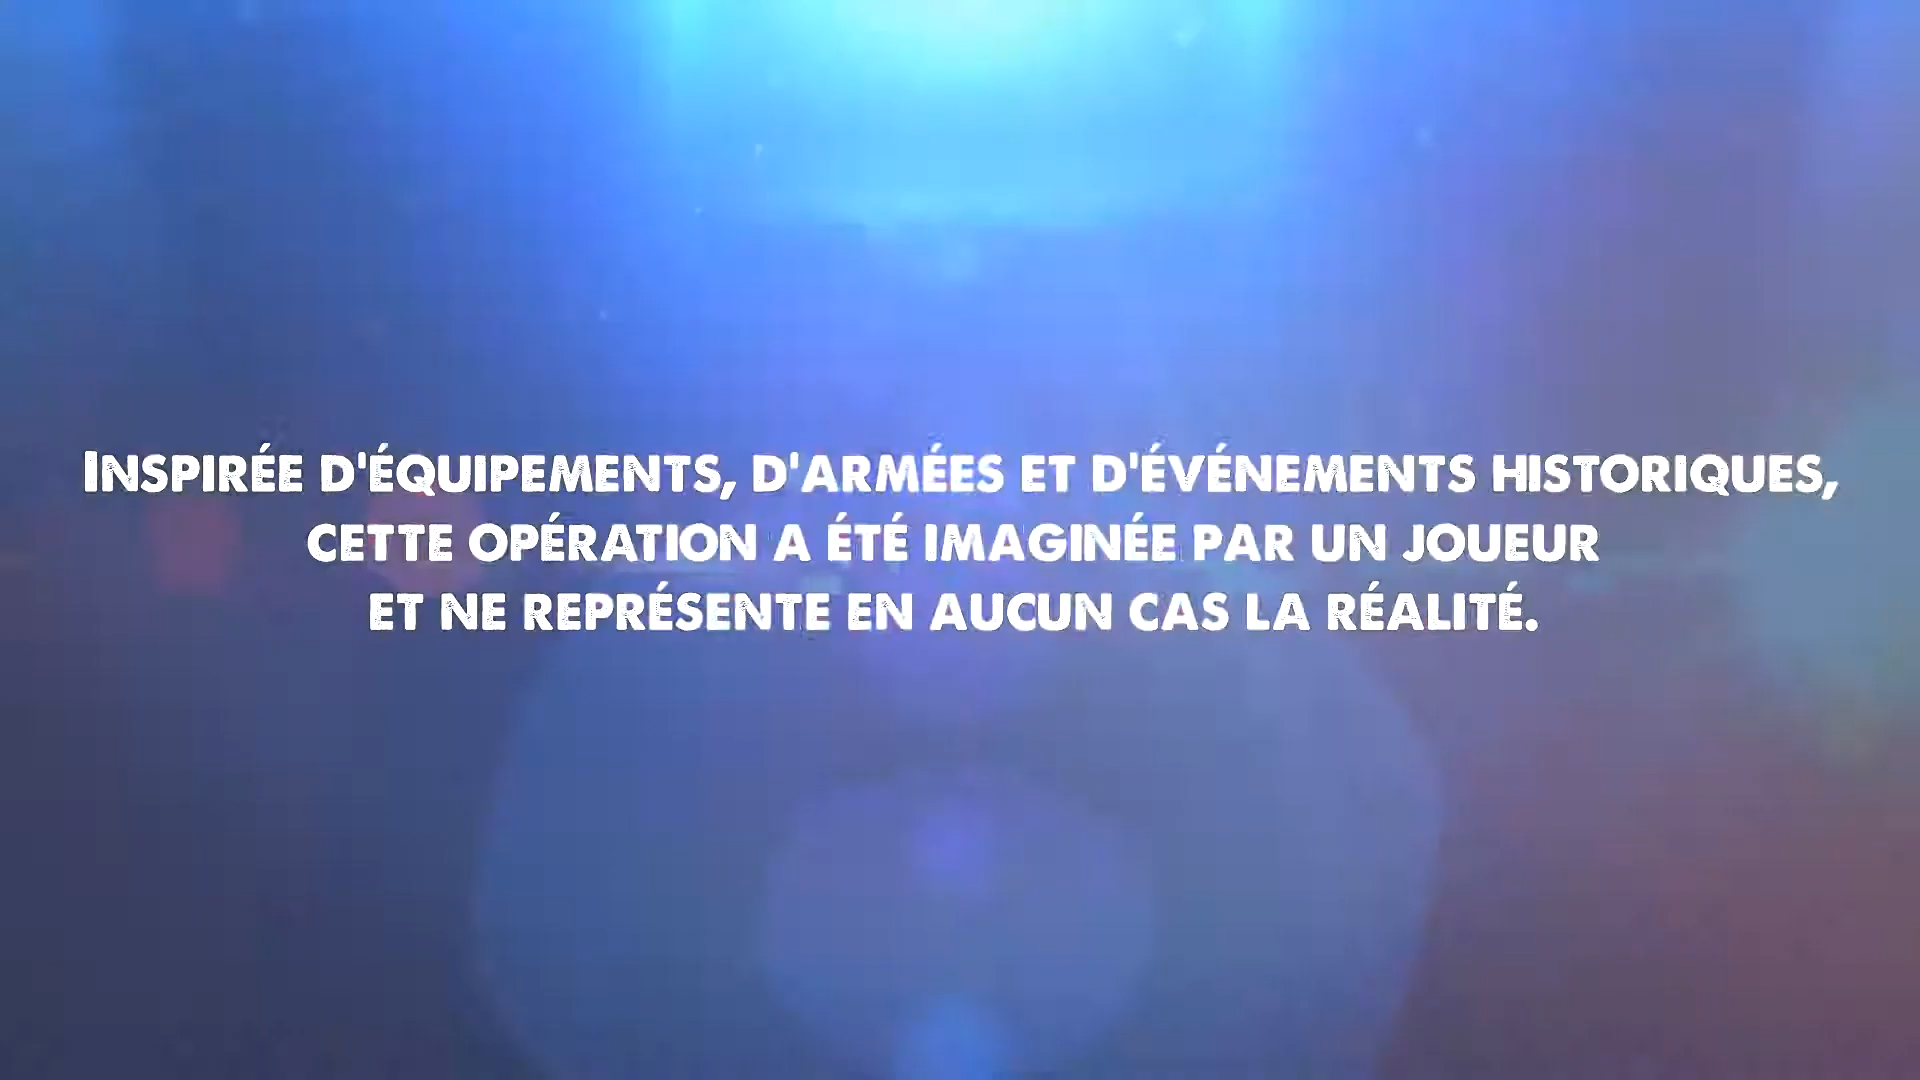 Inspirée d'équipements, d'armées et d'événements historiques,
cette opération a été imaginée par un joueur
et ne représente en aucun cas la réalité.